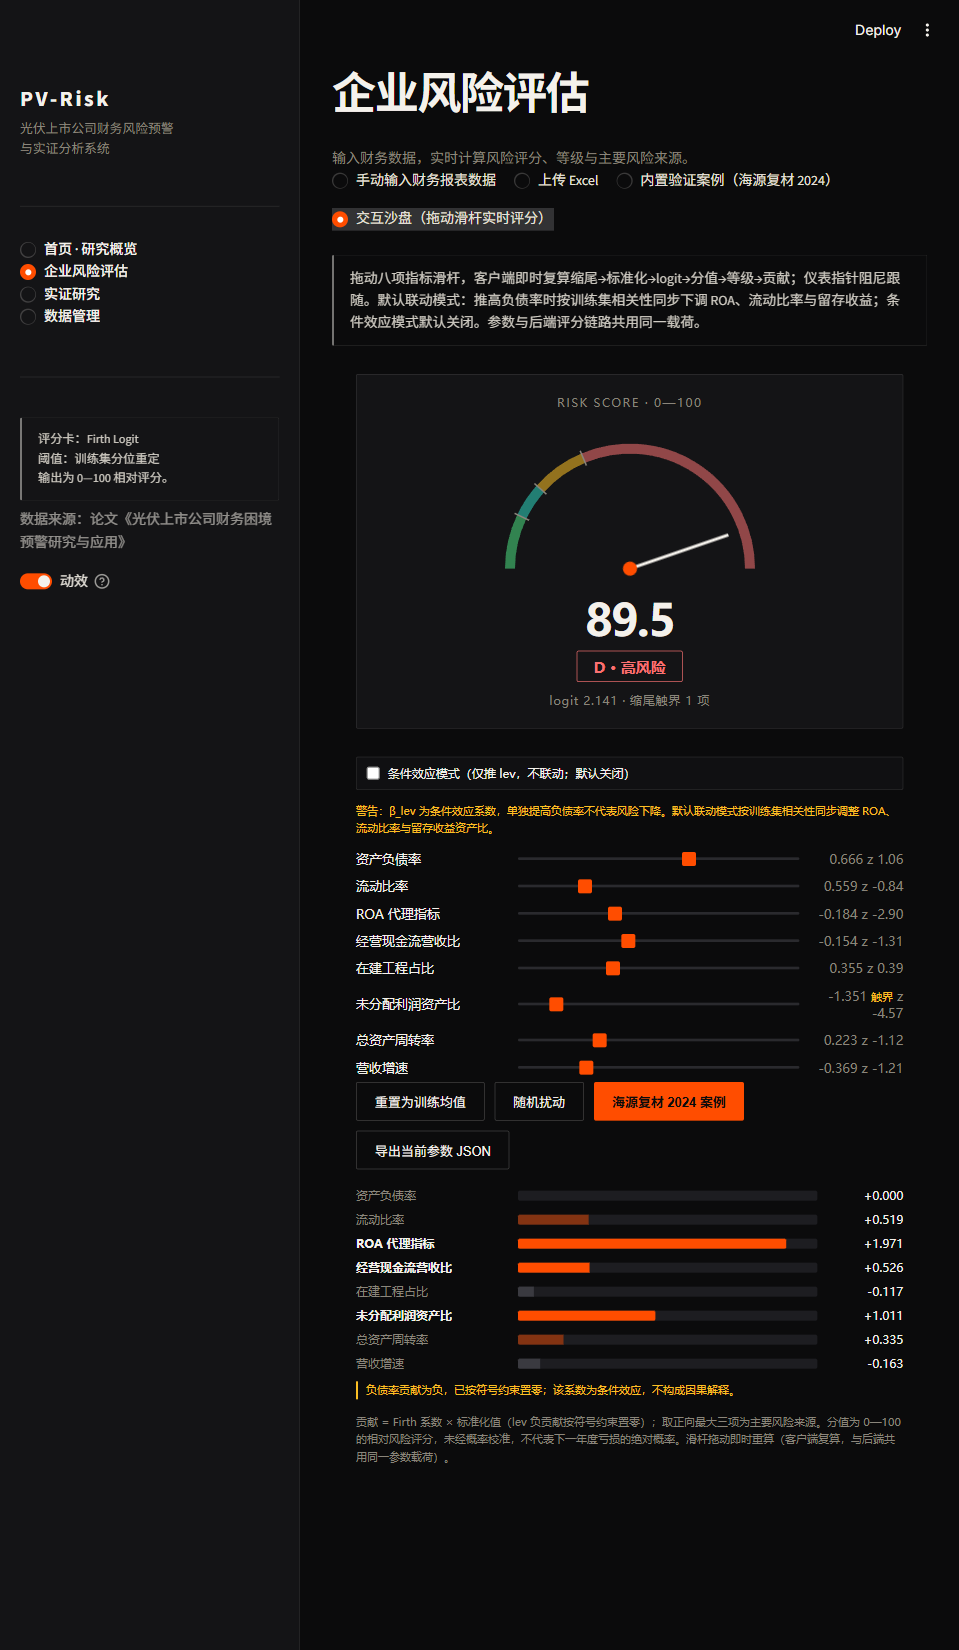 Deploy
PV-Risk
光伏上市公司财务风险预警
与实证分析系统
首页 · 研究概览
企业风险评估
实证研究
数据管理
评分卡：Firth Logit
阈值：训练集分位重定
输出为 0—100 相对评分。
数据来源：论文《光伏上市公司财务困境
预警研究与应用》
动效
企业风险评估
输入财务数据，实时计算风险评分、等级与主要风险来源。
手动输入财务报表数据 上传 Excel 内置验证案例（海源复材 2024）
交互沙盘（拖动滑杆实时评分）
拖动八项指标滑杆，客户端即时复算缩尾→标准化→logit→分值→等级→贡献；仪表指针阻尼跟
随。默认联动模式：推高负债率时按训练集相关性同步下调 ROA、流动比率与留存收益；条
件效应模式默认关闭。参数与后端评分链路共用同一载荷。
RISK SCORE · 0—100
89.5
D • 高风险
logit 2.141 · 缩尾触界 1 项
条件效应模式（仅推 lev，不联动；默认关闭）
警告：β_lev 为条件效应系数，单独提高负债率不代表风险下降。默认联动模式按训练集相关性同步调整 ROA、
流动比率与留存收益资产比。
资产负债率 0.666 z 1.06
流动比率 0.559 z -0.84
ROA 代理指标 -0.184 z -2.90
经营现金流营收比 -0.154 z -1.31
在建工程占比 0.355 z 0.39
未分配利润资产比 -1.351 触界 z
-4.57
总资产周转率 0.223 z -1.12
营收增速 -0.369 z -1.21
重置为训练均值 随机扰动 海源复材 2024 案例
导出当前参数 JSON
资产负债率 +0.000
流动比率 +0.519
ROA 代理指标 +1.971
经营现金流营收比 +0.526
在建工程占比 -0.117
未分配利润资产比 +1.011
总资产周转率 +0.335
营收增速 -0.163
负债率贡献为负，已按符号约束置零；该系数为条件效应，不构成因果解释。
贡献 = Firth 系数 × 标准化值（lev 负贡献按符号约束置零）；取正向最大三项为主要风险来源。分值为 0—100
的相对风险评分，未经概率校准，不代表下一年度亏损的绝对概率。滑杆拖动即时重算（客户端复算，与后端共
用同一参数载荷）。